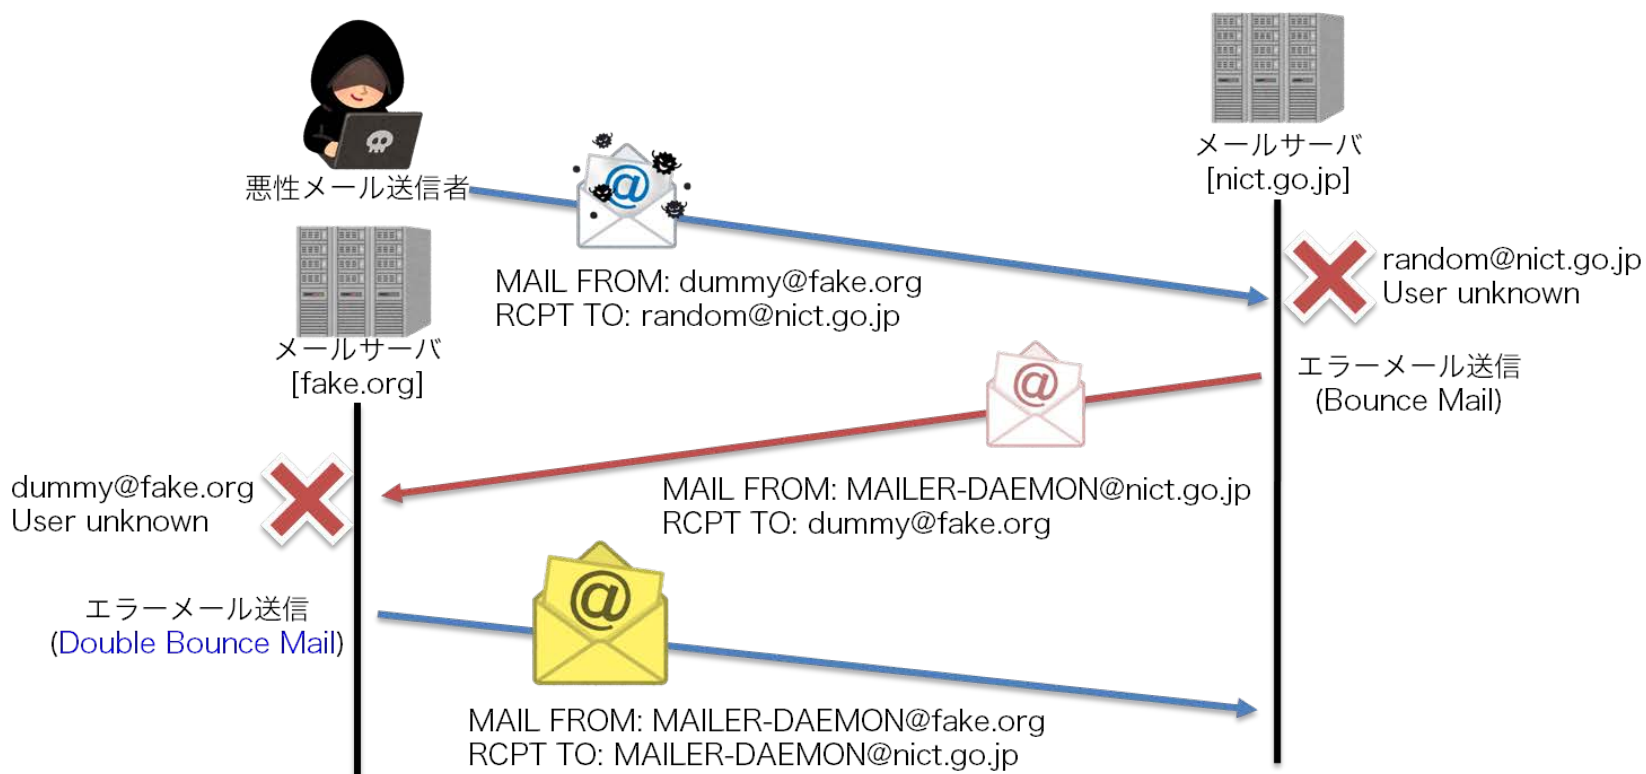 悪性メール送信者
メールサーバ
[nict.go.jp]
MAIL FROM: dummy@fake.org
RCPT TO: random@nict.go.jp
random@nict.go.jp
User unknown
メールサーバ
[fake.org]
エラーメール送信
(Bounce Mail)
MAIL FROM: MAILER-DAEMON@nict.go.jp
RCPT TO: dummy@fake.org
dummy@fake.org
User unknown
エラーメール送信
(Double Bounce Mail)
MAIL FROM: MAILER-DAEMON@fake.org
RCPT TO: MAILER-DAEMON@nict.go.jp